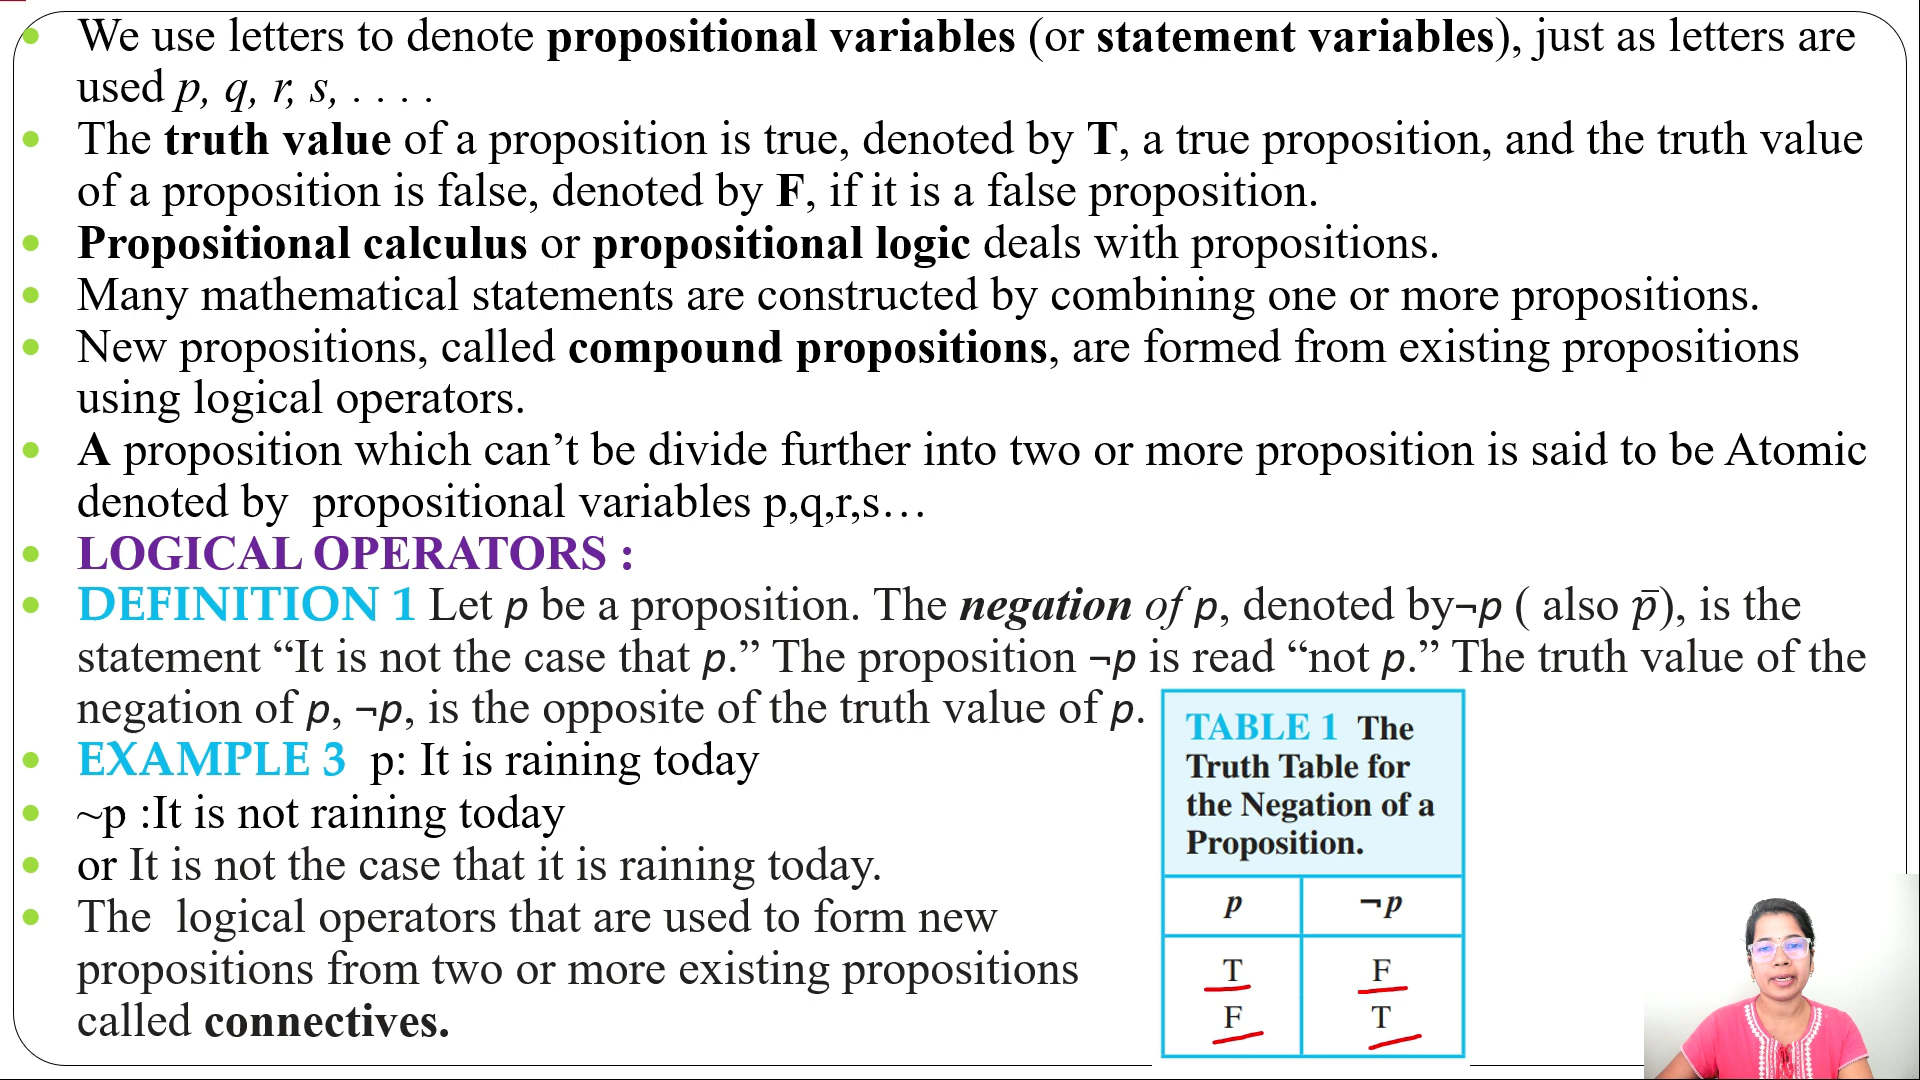 We use letters to denote propositional variables (or statement variables), just as letters are
used p, q, r, s, . . . .
The truth value of a proposition is true, denoted by T, a true proposition, and the truth value
of a proposition is false, denoted by F, if it is a false proposition.
Propositional calculus or propositional logic deals with propositions.
Many mathematical statements are constructed by combining one or more propositions.
New propositions, called compound propositions, are formed from existing propositions
using logical operators.
A proposition which can’t be divide further into two or more proposition is said to be Atomic
denoted by propositional variables p,q,r,s…
LOGICAL OPERATORS :
DEFINITION 1 Let p be a proposition. The negation of p, denoted by¬p ( also p̄), is the
statement “It is not the case that p.” The proposition ¬p is read “not p.” The truth value of the
negation of p, ¬p, is the opposite of the truth value of p.
EXAMPLE 3 p: It is raining today
~p :It is not raining today
or It is not the case that it is raining today.
The logical operators that are used to form new
propositions from two or more existing propositions
called connectives.
TABLE 1 The
Truth Table for
the Negation of a
Proposition.
p ¬p
T F
F T